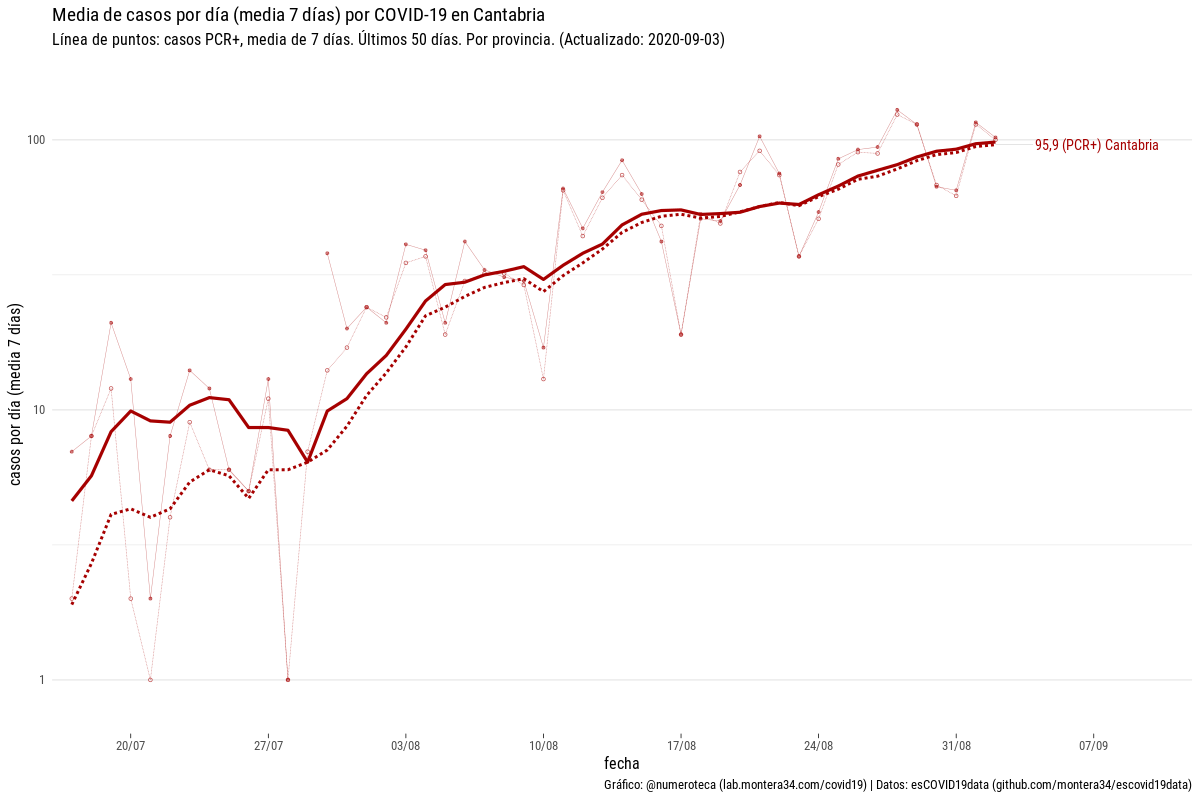 Media de casos por día (media 7 días) por COVID-19 en Cantabria
Línea de puntos: casos PCR+, media de 7 días. Últimos 50 días. Por provincia. (Actualizado: 2020-09-03)
casos por día (media 7 días)
100
10
1
95,9 (PCR+) Cantabria
20/07
27/07
03/08
10/08
17/08
24/08
31/08
07/09
fecha
Gráfico: @numeroteca (lab.montera34.com/covid19) | Datos: esCOVID19data (github.com/montera34/escovid19data)